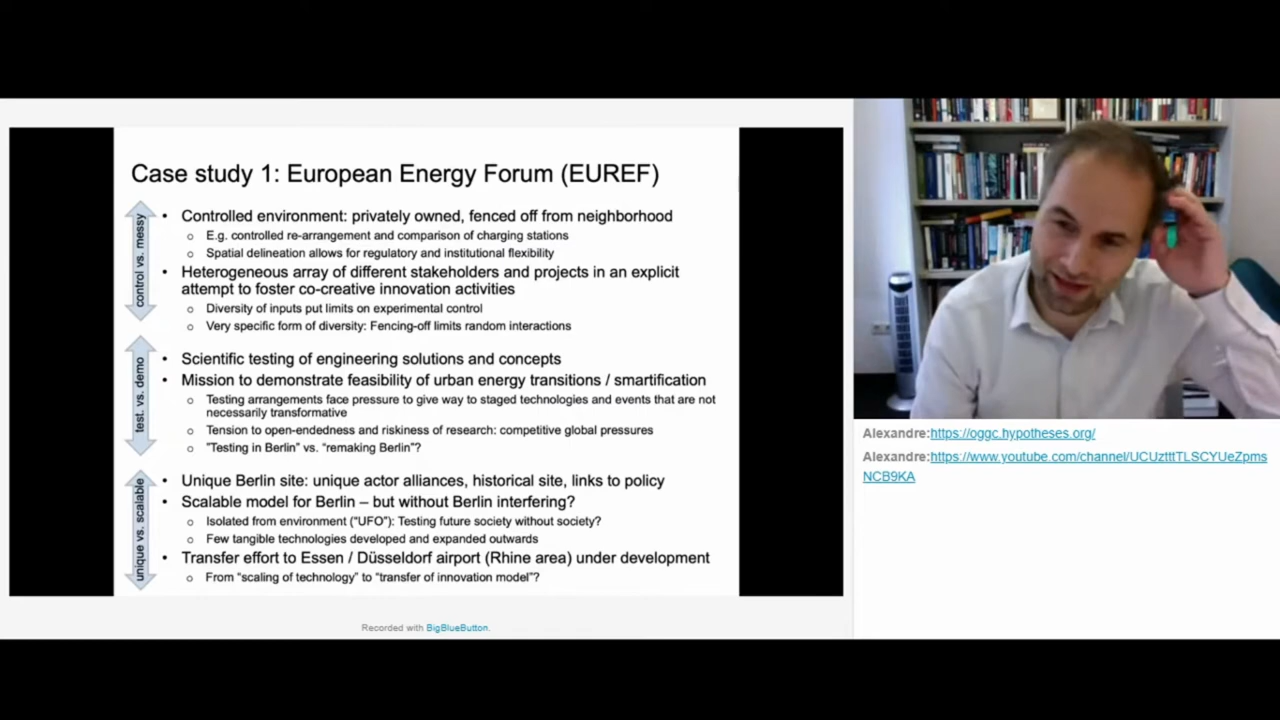 Case study 1: European Energy Forum (EUREF)
control vs. messy
• Controlled environment: privately owned, fenced off from neighborhood
o E.g. controlled re-arrangement and comparison of charging stations
o Spatial delineation allows for regulatory and institutional flexibility
• Heterogeneous array of different stakeholders and projects in an explicit
attempt to foster co-creative innovation activities
o Diversity of inputs put limits on experimental control
o Very specific form of diversity: Fencing-off limits random interactions
test. vs. demo
• Scientific testing of engineering solutions and concepts
• Mission to demonstrate feasibility of urban energy transitions / smartification
o Testing arrangements face pressure to give way to staged technologies and events that are not
necessarily transformative
o Tension to open-endedness and riskiness of research: competitive global pressures
o "Testing in Berlin" vs. "remaking Berlin"?
unique vs. scalable
• Unique Berlin site: unique actor alliances, historical site, links to policy
• Scalable model for Berlin – but without Berlin interfering?
o Isolated from environment ("UFO"): Testing future society without society?
o Few tangible technologies developed and expanded outwards
• Transfer effort to Essen / Düsseldorf airport (Rhine area) under development
o From "scaling of technology" to "transfer of innovation model"?
Recorded with BigBlueButton.
Alexandre:https://oggc.hypotheses.org/
Alexandre:https://www.youtube.com/channel/UCUztttTLSCYUeZpms
NCB9KA